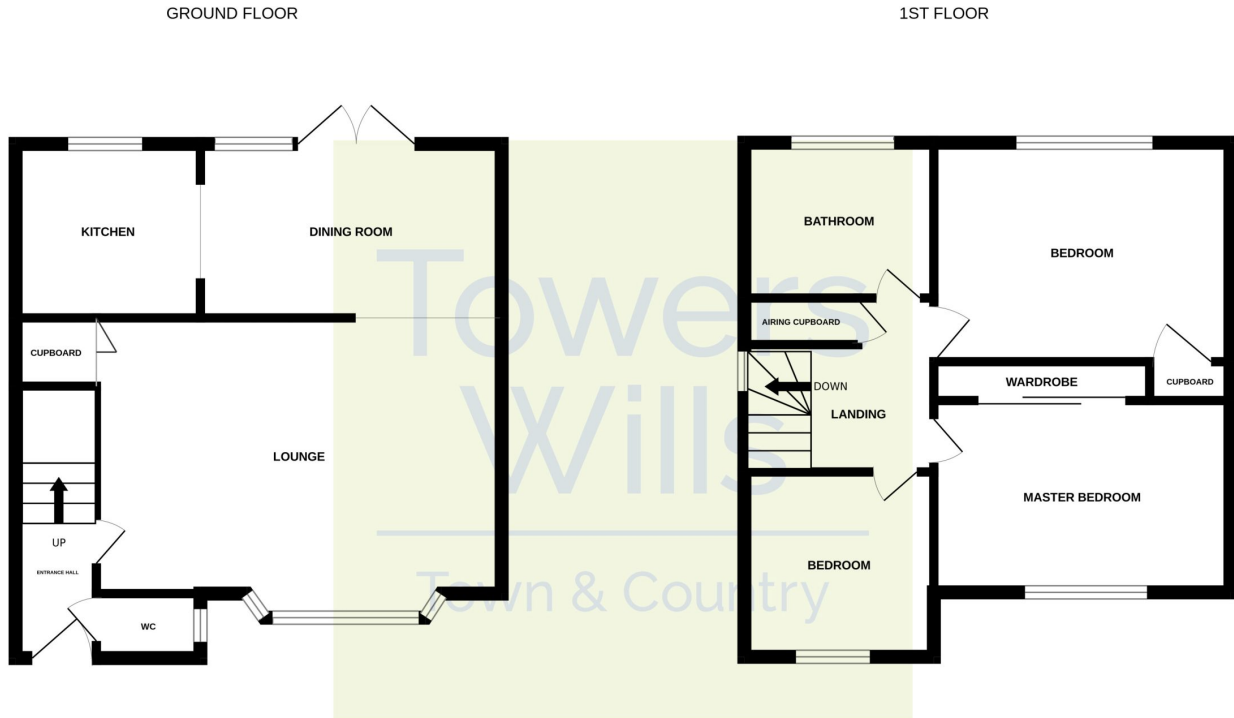 GROUND FLOOR
KITCHEN
DINING ROOM
CUPBOARD
LOUNGE
UP
ENTRANCE HALL
WC
1ST FLOOR
BATHROOM
BEDROOM
AIRING CUPBOARD
WARDROBE
CUPBOARD
DOWN
LANDING
MASTER BEDROOM
BEDROOM
Towers
Wills
Town & Country